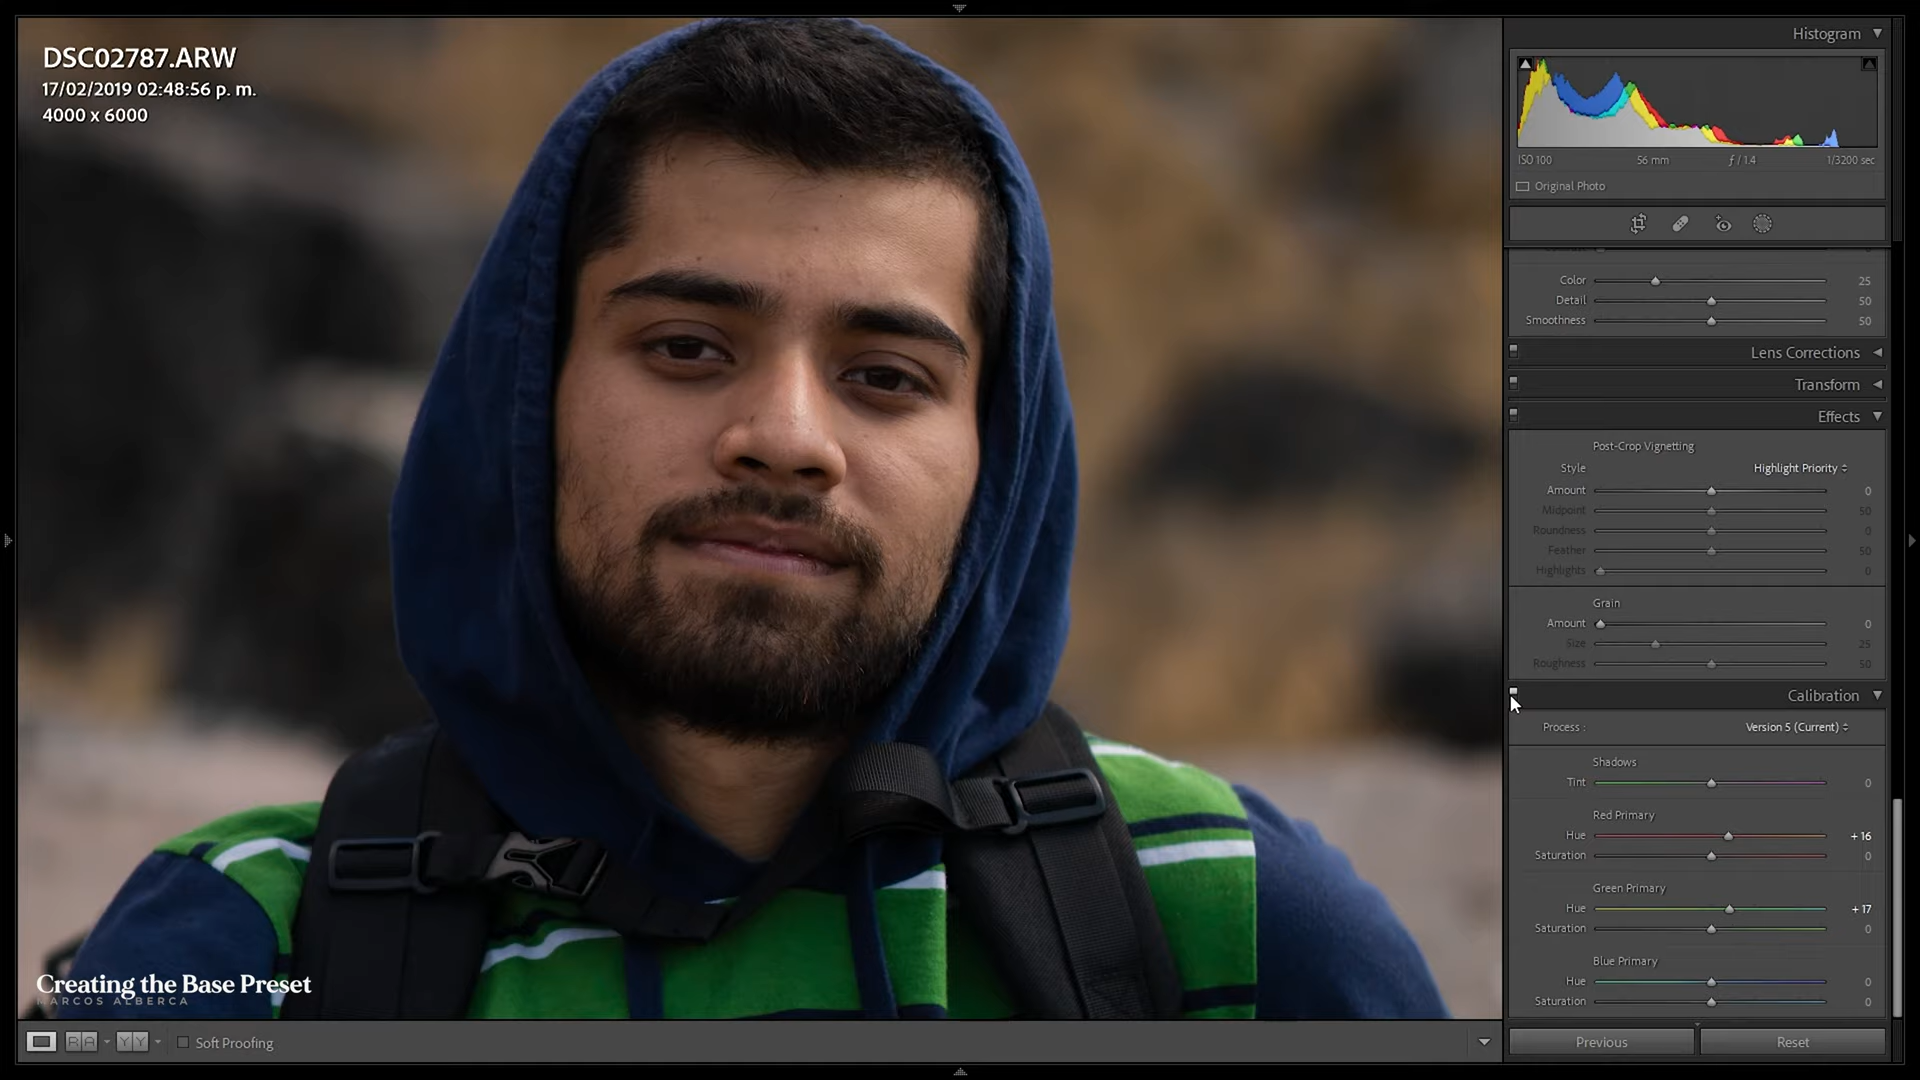 DSC02787.ARW
17/02/2019 02:48:56 p. m.
4000 x 6000
Creating the Base Preset
MARCOS ALBERCA
Soft Proofing
Histogram
ISO 100 56 mm ƒ / 1.4 1/3200 sec
Original Photo
Color 25
Detail 50
Smoothness 50
Lens Corrections
Transform
Effects
Post-Crop Vignetting
Style Highlight Priority
Amount 0
Midpoint 50
Roundness 0
Feather 50
Highlights 0
Grain
Amount 0
Size 25
Roughness 50
Calibration
Process : Version 5 (Current)
Shadows
Tint 0
Red Primary
Hue + 16
Saturation 0
Green Primary
Hue + 17
Saturation 0
Blue Primary
Hue 0
Saturation 0
Previous Reset